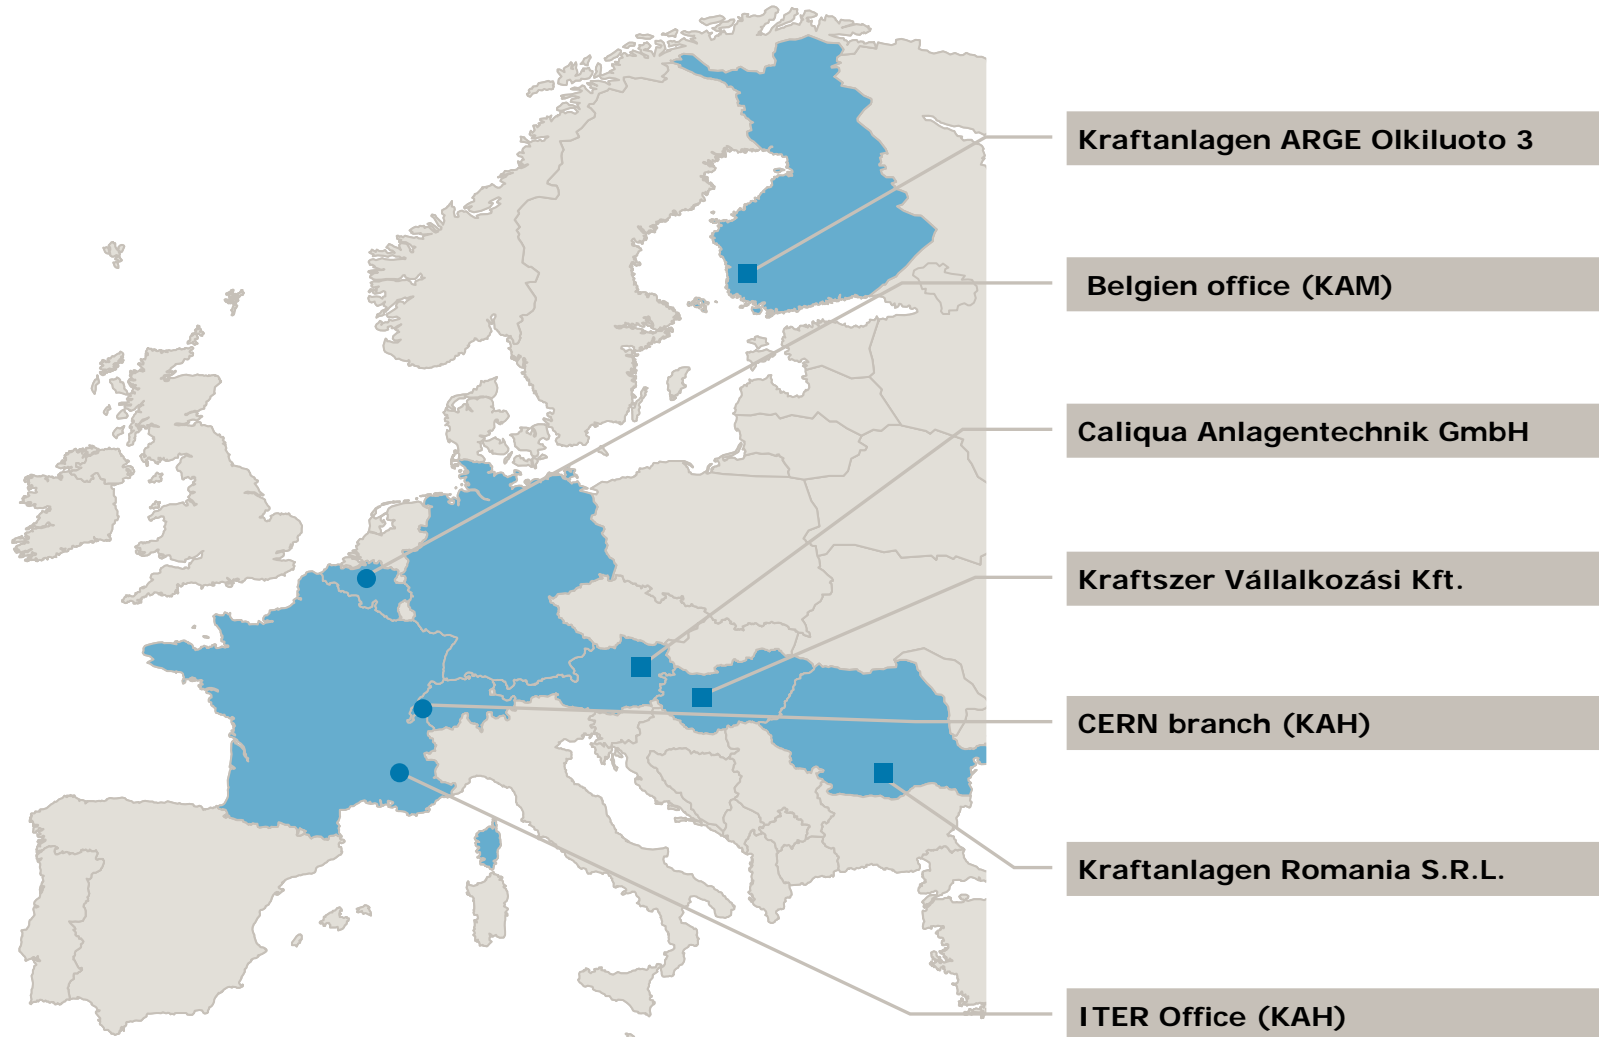 Kraftanlagen ARGE Olkiluoto 3
Belgien office (KAM)
Caliqua Anlagentechnik GmbH
Kraftszer Vállalkozási Kft.
CERN branch (KAH)
Kraftanlagen Romania S.R.L.
ITER Office (KAH)